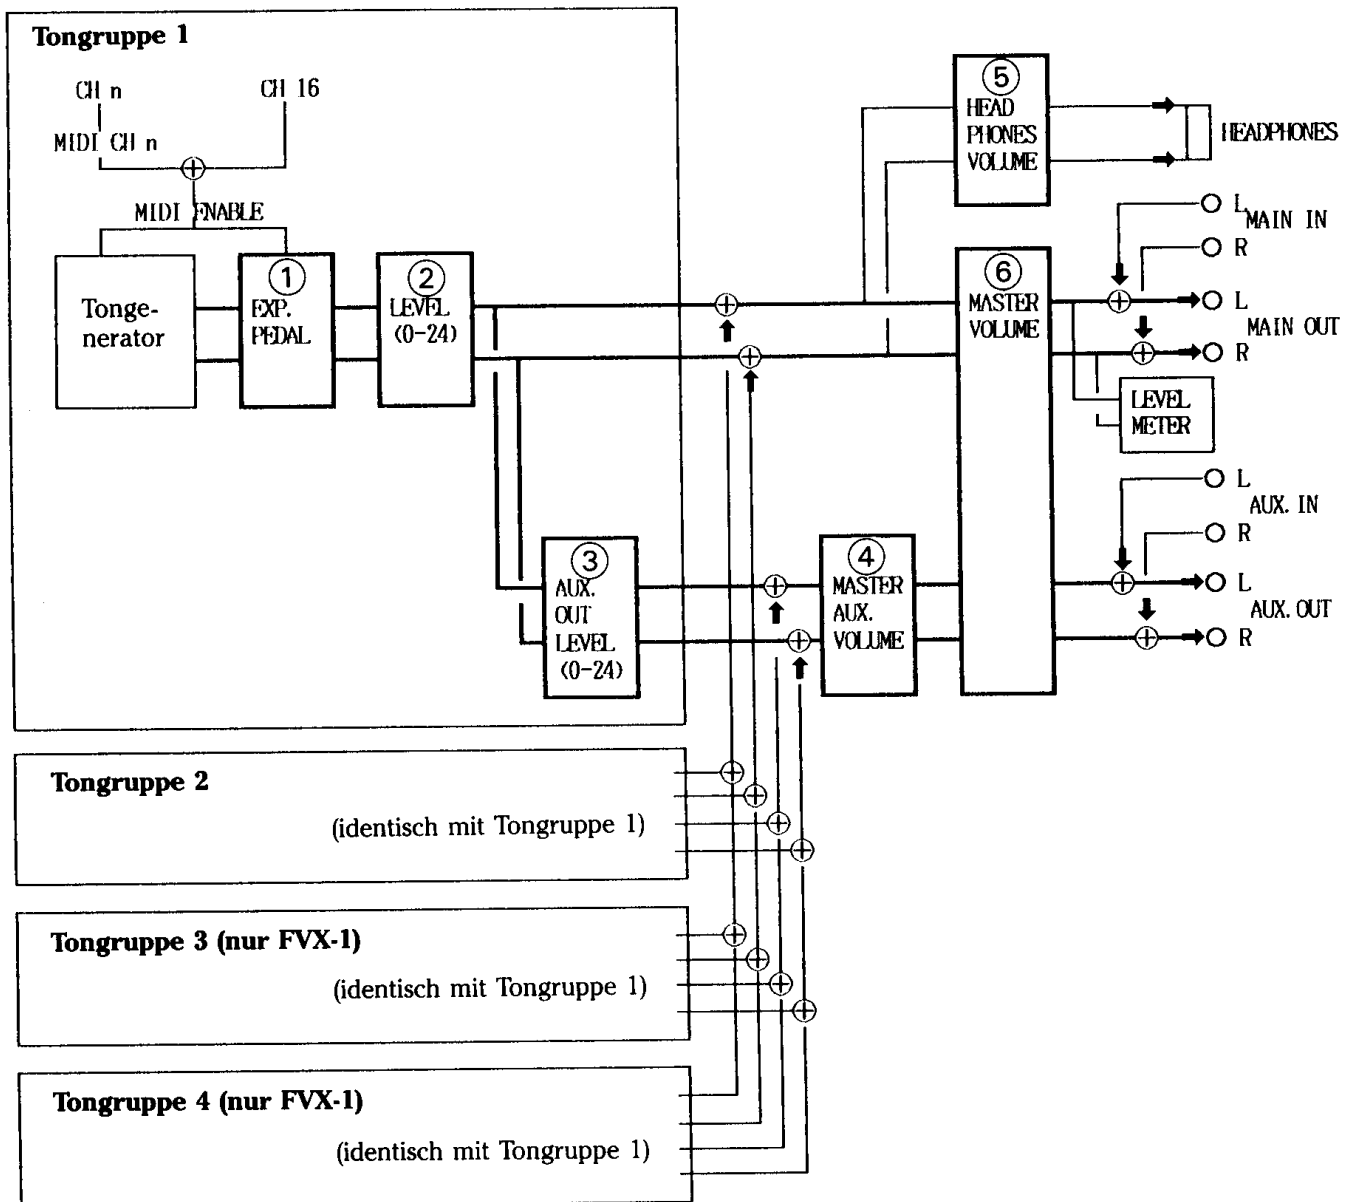 Tongruppe 1
CH n
CH 16
MIDI CH n
MIDI ENABLE
Tonge-
nerator
1
EXP.
PEDAL
2
LEVEL
(0-24)
3
AUX.
OUT
LEVEL
(0-24)
4
MASTER
AUX.
VOLUME
5
HEAD
PHONES
VOLUME
HEADPHONES
6
MASTER
VOLUME
L
MAIN IN
R
L
MAIN OUT
R
LEVEL
METER
L
AUX. IN
R
L
AUX. OUT
R
Tongruppe 2
(identisch mit Tongruppe 1)
Tongruppe 3 (nur FVX-1)
(identisch mit Tongruppe 1)
Tongruppe 4 (nur FVX-1)
(identisch mit Tongruppe 1)